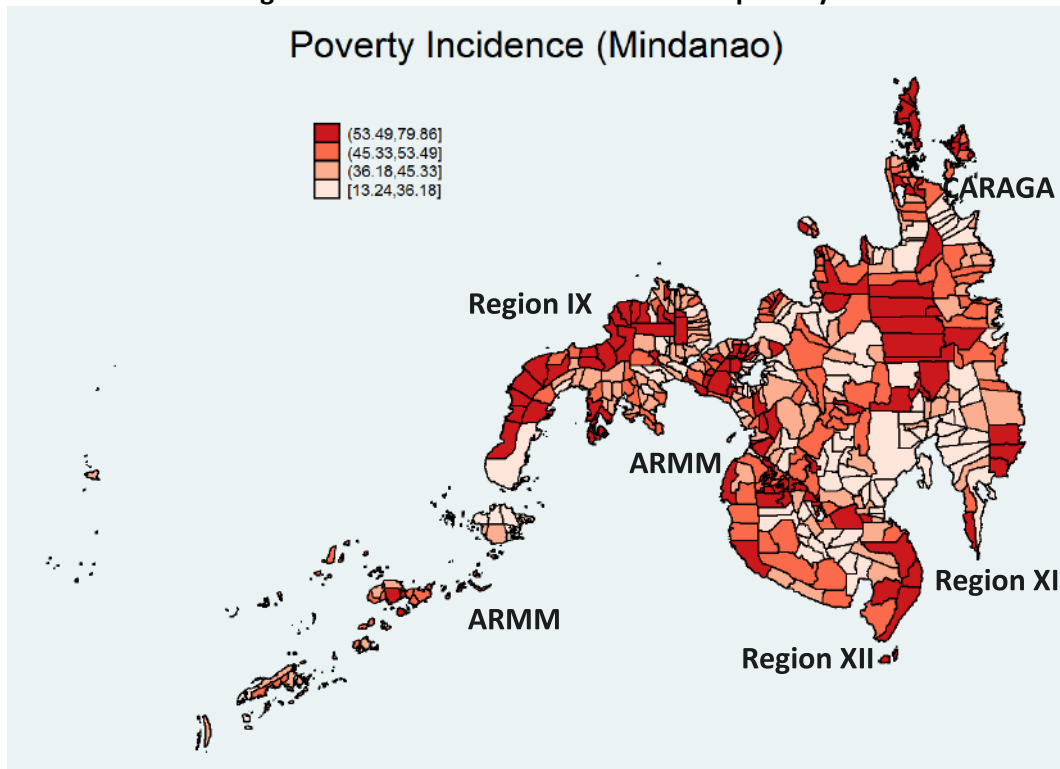 Poverty Incidence (Mindanao)
(53.49,79.86]
(45.33,53.49]
(36.18,45.33]
[13.24,36.18]
CARAGA
Region IX
ARMM
Region XI
ARMM
Region XII